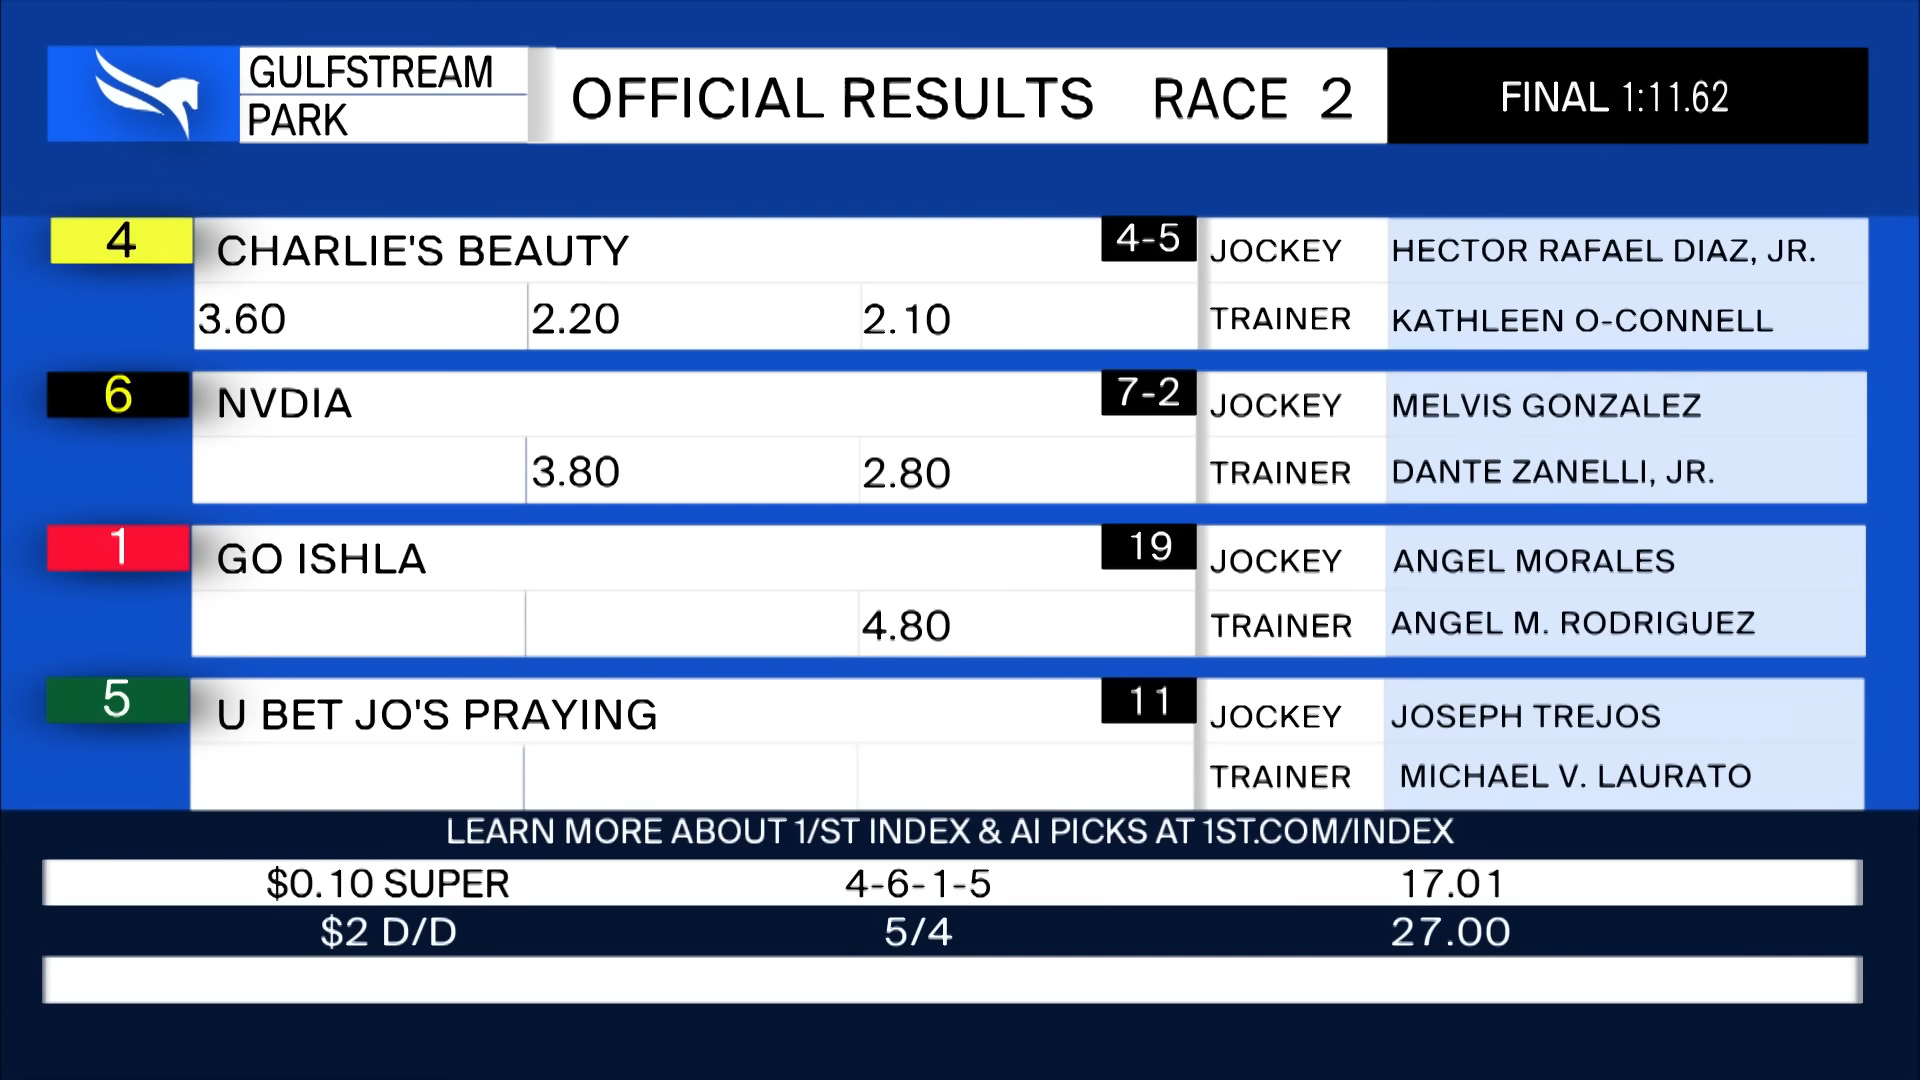 GULFSTREAM
PARK
OFFICIAL RESULTS RACE 2
FINAL 1:11.62
4 CHARLIE'S BEAUTY 4-5 JOCKEY HECTOR RAFAEL DIAZ, JR.
3.60 2.20 2.10 TRAINER KATHLEEN O-CONNELL
6 NVDIA 7-2 JOCKEY MELVIS GONZALEZ
3.80 2.80 TRAINER DANTE ZANELLI, JR.
1 GO ISHLA 19 JOCKEY ANGEL MORALES
4.80 TRAINER ANGEL M. RODRIGUEZ
5 U BET JO'S PRAYING 11 JOCKEY JOSEPH TREJOS
TRAINER MICHAEL V. LAURATO
LEARN MORE ABOUT 1/ST INDEX & AI PICKS AT 1ST.COM/INDEX
$0.10 SUPER 4-6-1-5 17.01
$2 D/D 5/4 27.00